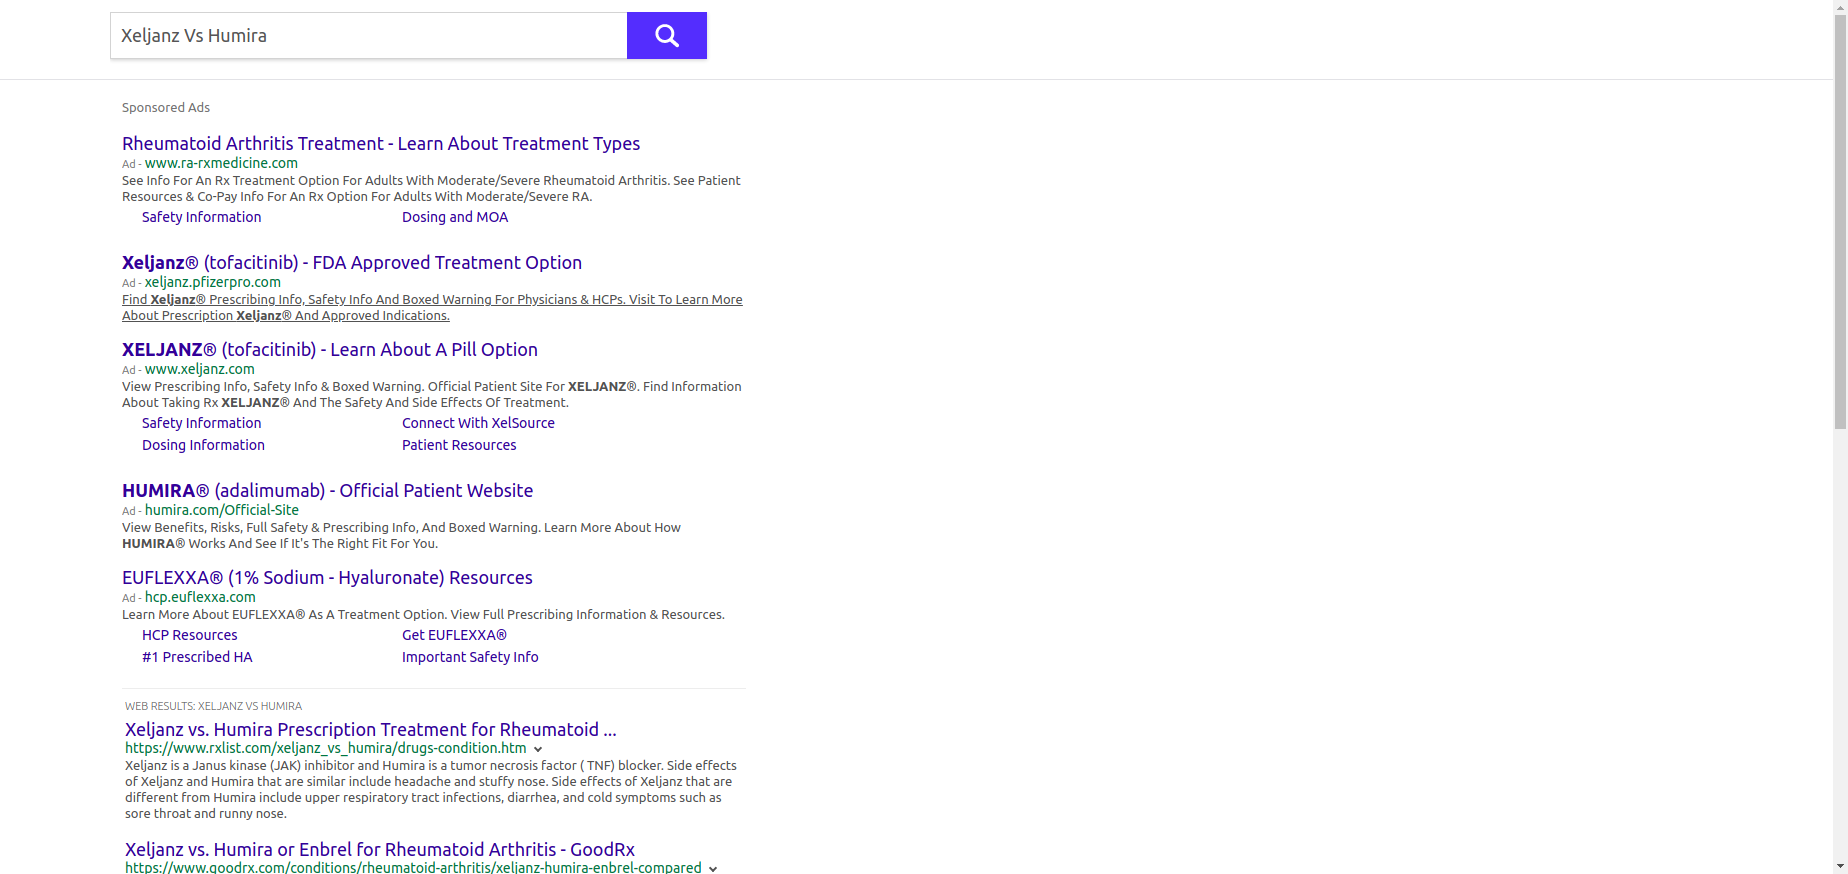 Xeljanz Vs Humira
Sponsored Ads
Rheumatoid Arthritis Treatment - Learn About Treatment Types
Ad - www.ra-rxmedicine.com
See Info For An Rx Treatment Option For Adults With Moderate/Severe Rheumatoid Arthritis. See Patient
Resources & Co-Pay Info For An Rx Option For Adults With Moderate/Severe RA.
Safety Information Dosing and MOA
Xeljanz® (tofacitinib) - FDA Approved Treatment Option
Ad - xeljanz.pfizerpro.com
Find Xeljanz® Prescribing Info, Safety Info And Boxed Warning For Physicians & HCPs. Visit To Learn More
About Prescription Xeljanz® And Approved Indications.
XELJANZ® (tofacitinib) - Learn About A Pill Option
Ad - www.xeljanz.com
View Prescribing Info, Safety Info & Boxed Warning. Official Patient Site For XELJANZ®. Find Information
About Taking Rx XELJANZ® And The Safety And Side Effects Of Treatment.
Safety Information Connect With XelSource
Dosing Information Patient Resources
HUMIRA® (adalimumab) - Official Patient Website
Ad - humira.com/Official-Site
View Benefits, Risks, Full Safety & Prescribing Info, And Boxed Warning. Learn More About How
HUMIRA® Works And See If It's The Right Fit For You.
EUFLEXXA® (1% Sodium - Hyaluronate) Resources
Ad - hcp.euflexxa.com
Learn More About EUFLEXXA® As A Treatment Option. View Full Prescribing Information & Resources.
HCP Resources Get EUFLEXXA®
#1 Prescribed HA Important Safety Info
WEB RESULTS: XELJANZ VS HUMIRA
Xeljanz vs. Humira Prescription Treatment for Rheumatoid ...
https://www.rxlist.com/xeljanz_vs_humira/drugs-condition.htm
Xeljanz is a Janus kinase (JAK) inhibitor and Humira is a tumor necrosis factor ( TNF) blocker. Side effects
of Xeljanz and Humira that are similar include headache and stuffy nose. Side effects of Xeljanz that are
different from Humira include upper respiratory tract infections, diarrhea, and cold symptoms such as
sore throat and runny nose.
Xeljanz vs. Humira or Enbrel for Rheumatoid Arthritis - GoodRx
https://www.goodrx.com/conditions/rheumatoid-arthritis/xeljanz-humira-enbrel-compared